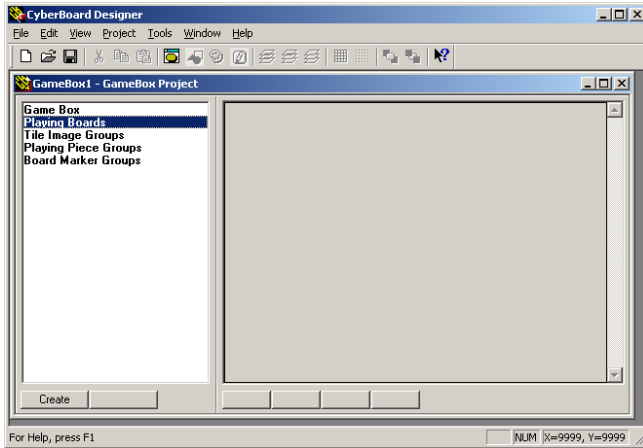 CyberBoard Designer
File Edit View Project Tools Window Help
GameBox1 - GameBox Project
Game Box
Playing Boards
Tile Image Groups
Playing Piece Groups
Board Marker Groups
Create
For Help, press F1
NUM X=9999, Y=9999